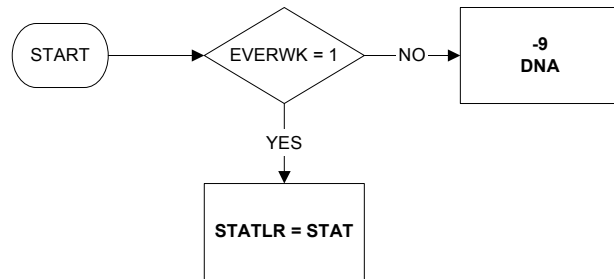 START
EVERWK = 1
NO
-9
DNA
YES
STATLR = STAT